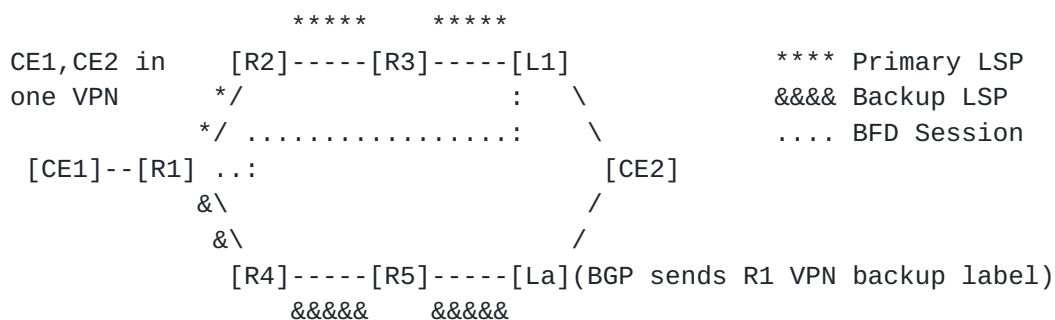 *****     *****
CE1,CE2 in    [R2]-----[R3]-----[L1]             **** Primary LSP
one VPN     */                    :   \            &&&& Backup LSP
           */ .................:    \           .... BFD Session
 [CE1]--[R1] ..:                       [CE2]
           &\                          /
            &\                        /
             [R4]-----[R5]-----[La](BGP sends R1 VPN backup label)
                 &&&&&    &&&&&